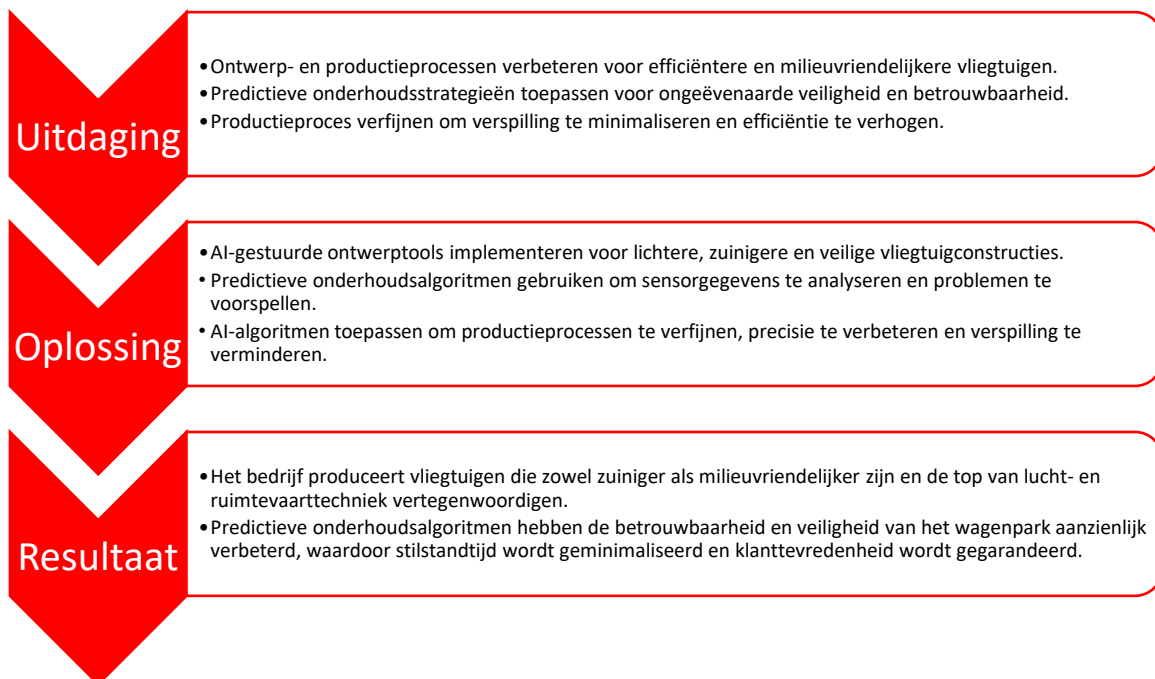 Uitdaging
•Ontwerp- en productieprocessen verbeteren voor efficiëntere en milieuvriendelijkere vliegtuigen.
•Predictieve onderhoudsstrategieën toepassen voor ongeëvenaarde veiligheid en betrouwbaarheid.
•Productieproces verfijnen om verspilling te minimaliseren en efficiëntie te verhogen.
Oplossing
•AI-gestuurde ontwerptools implementeren voor lichtere, zuinigere en veilige vliegtuigconstructies.
• Predictieve onderhoudsalgoritmen gebruiken om sensorgegevens te analyseren en problemen te
voorspellen.
• AI-algoritmen toepassen om productieprocessen te verfijnen, precisie te verbeteren en verspilling te
verminderen.
Resultaat
•Het bedrijf produceert vliegtuigen die zowel zuiniger als milieuvriendelijker zijn en de top van lucht- en
ruimtevaarttechniek vertegenwoordigen.
•Predictieve onderhoudsalgoritmen hebben de betrouwbaarheid en veiligheid van het wagenpark aanzienlijk
verbeterd, waardoor stilstandtijd wordt geminimaliseerd en klanttevredenheid wordt gegarandeerd.